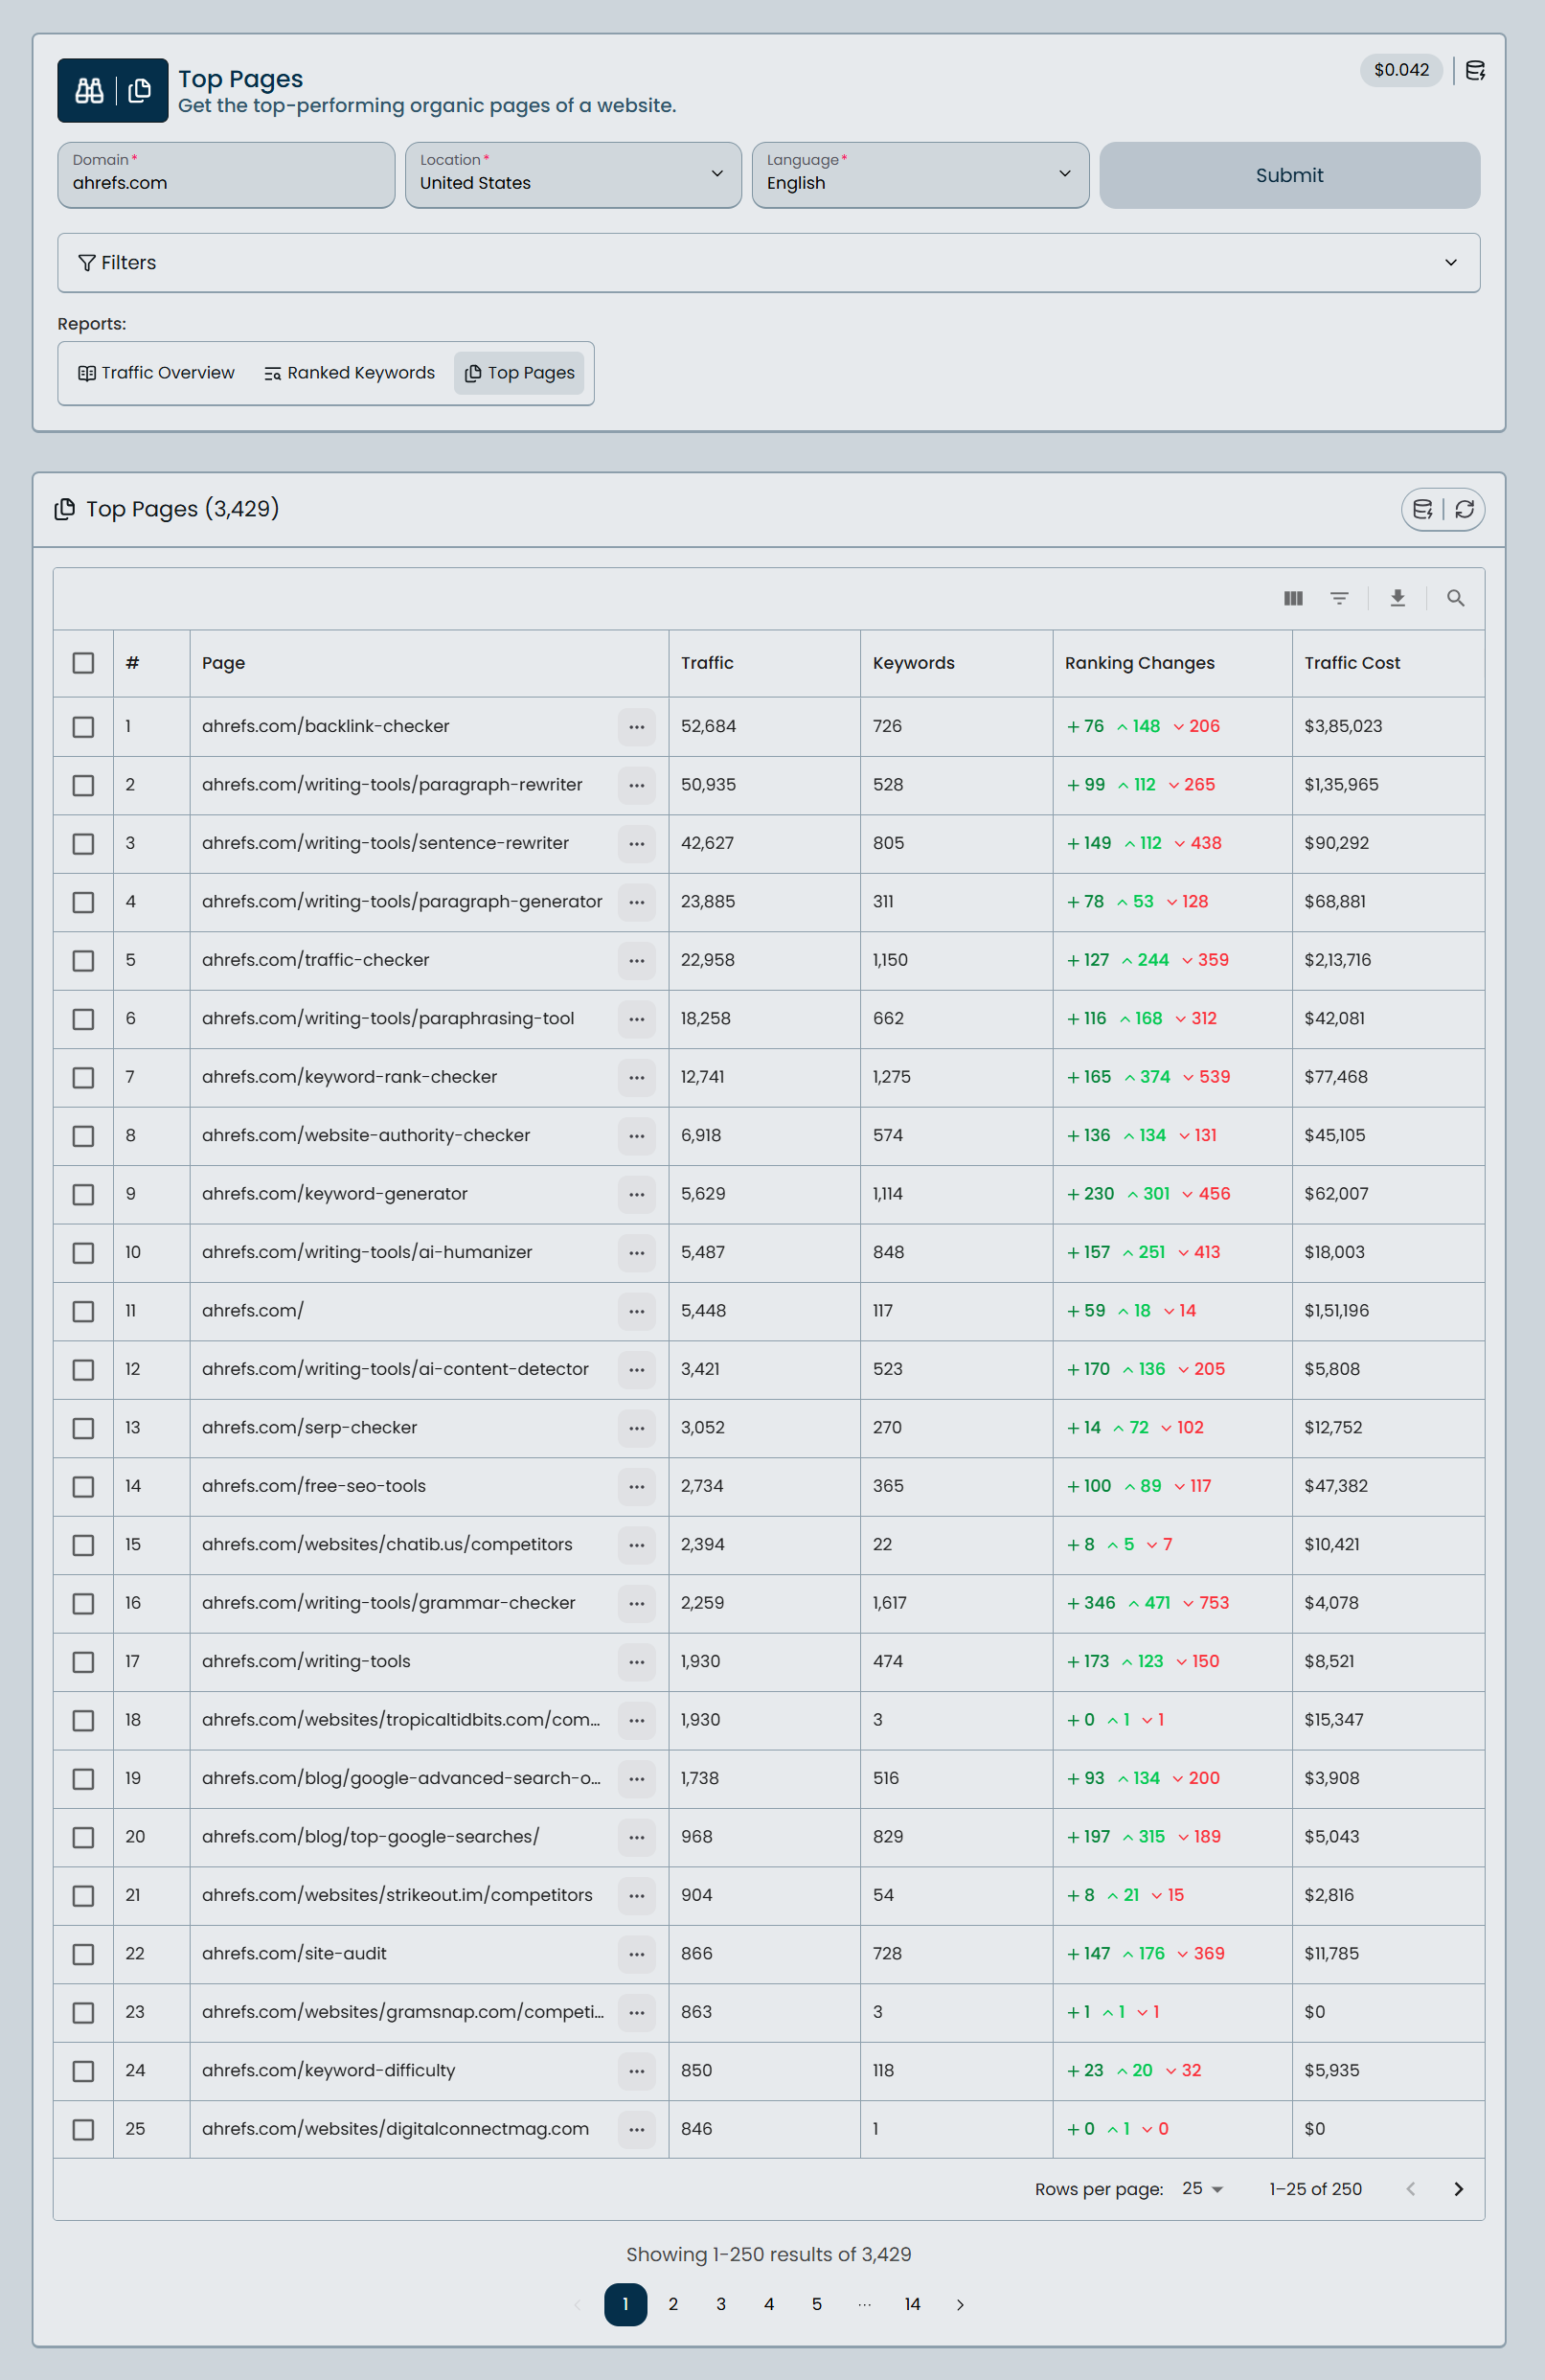 Top Pages
Get the top-performing organic pages of a website.
$0.042
Domain *
ahrefs.com
Location *
United States
Language *
English
Submit
Filters
Reports:
Traffic Overview Ranked Keywords Top Pages
Top Pages (3,429)
# Page Traffic Keywords Ranking Changes Traffic Cost
1 ahrefs.com/backlink-checker ... 52,684 726 + 76 148 206 $3,85,023
2 ahrefs.com/writing-tools/paragraph-rewriter ... 50,935 528 + 99 112 265 $1,35,965
3 ahrefs.com/writing-tools/sentence-rewriter ... 42,627 805 + 149 112 438 $90,292
4 ahrefs.com/writing-tools/paragraph-generator ... 23,885 311 + 78 53 128 $68,881
5 ahrefs.com/traffic-checker ... 22,958 1,150 + 127 244 359 $2,13,716
6 ahrefs.com/writing-tools/paraphrasing-tool ... 18,258 662 + 116 168 312 $42,081
7 ahrefs.com/keyword-rank-checker ... 12,741 1,275 + 165 374 539 $77,468
8 ahrefs.com/website-authority-checker ... 6,918 574 + 136 134 131 $45,105
9 ahrefs.com/keyword-generator ... 5,629 1,114 + 230 301 456 $62,007
10 ahrefs.com/writing-tools/ai-humanizer ... 5,487 848 + 157 251 413 $18,003
11 ahrefs.com/ ... 5,448 117 + 59 18 14 $1,51,196
12 ahrefs.com/writing-tools/ai-content-detector ... 3,421 523 + 170 136 205 $5,808
13 ahrefs.com/serp-checker ... 3,052 270 + 14 72 102 $12,752
14 ahrefs.com/free-seo-tools ... 2,734 365 + 100 89 117 $47,382
15 ahrefs.com/websites/chatib.us/competitors ... 2,394 22 + 8 5 7 $10,421
16 ahrefs.com/writing-tools/grammar-checker ... 2,259 1,617 + 346 471 753 $4,078
17 ahrefs.com/writing-tools ... 1,930 474 + 173 123 150 $8,521
18 ahrefs.com/websites/tropicaltidbits.com/com... ... 1,930 3 + 0 1 1 $15,347
19 ahrefs.com/blog/google-advanced-search-o... ... 1,738 516 + 93 134 200 $3,908
20 ahrefs.com/blog/top-google-searches/ ... 968 829 + 197 315 189 $5,043
21 ahrefs.com/websites/strikeout.im/competitors ... 904 54 + 8 21 15 $2,816
22 ahrefs.com/site-audit ... 866 728 + 147 176 369 $11,785
23 ahrefs.com/websites/gramsnap.com/competi... ... 863 3 + 1 1 1 $0
24 ahrefs.com/keyword-difficulty ... 850 118 + 23 20 32 $5,935
25 ahrefs.com/websites/digitalconnectmag.com ... 846 1 + 0 1 0 $0
Rows per page: 25 1–25 of 250
Showing 1-250 results of 3,429
1 2 3 4 5 ... 14